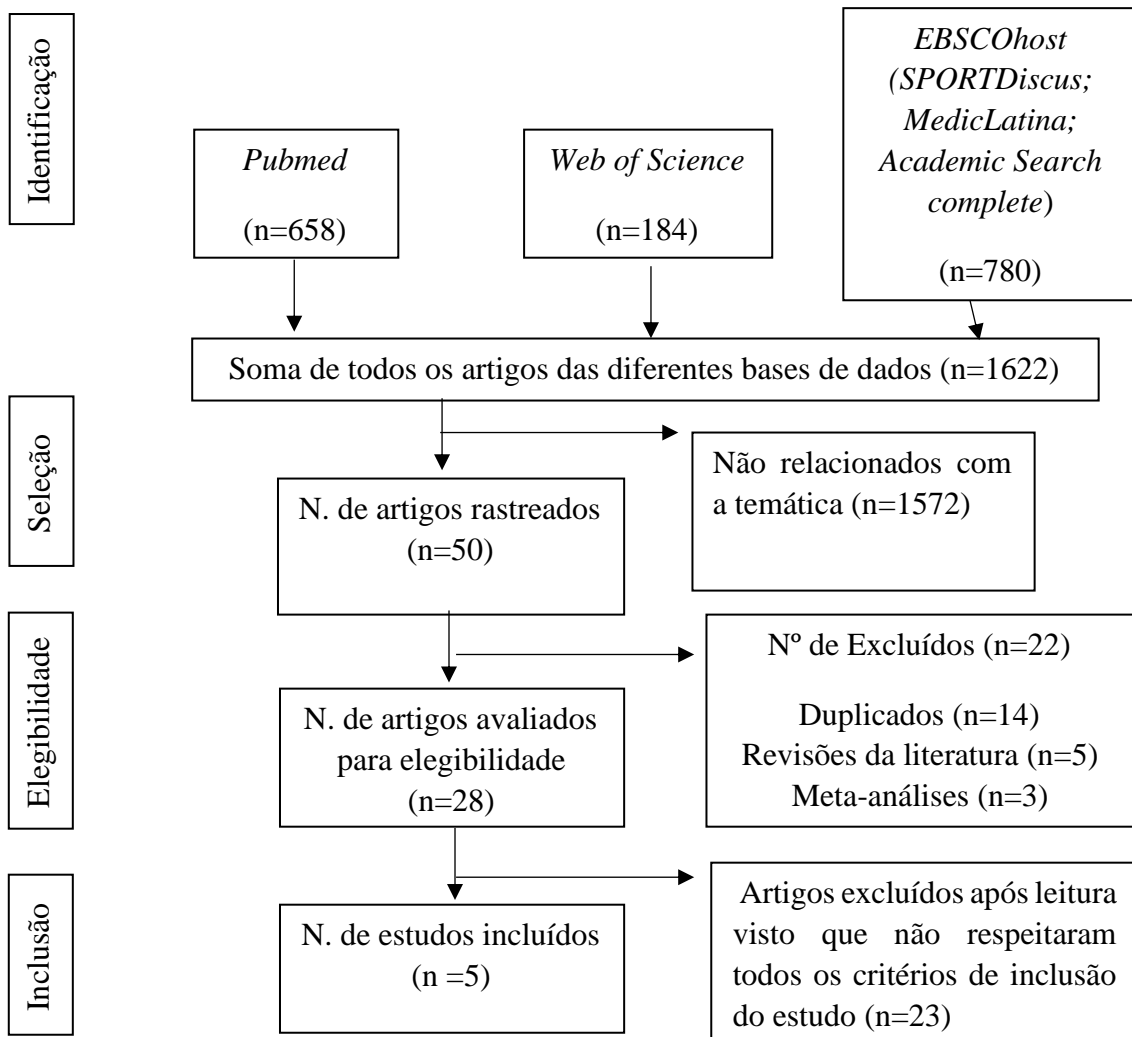 Identificação
Pubmed
(n=658)
Web of Science
(n=184)
EBSCOhost
(SPORTDiscus;
MedicLatina;
Academic Search
complete)
(n=780)
Soma de todos os artigos das diferentes bases de dados (n=1622)
Seleção
N. de artigos rastreados
(n=50)
Não relacionados com
a temática (n=1572)
Elegibilidade
N. de artigos avaliados
para elegibilidade
(n=28)
Nº de Excluídos (n=22)
Duplicados (n=14)
Revisões da literatura (n=5)
Meta-análises (n=3)
Inclusão
N. de estudos incluídos
(n =5)
Artigos excluídos após leitura
visto que não respeitaram
todos os critérios de inclusão
do estudo (n=23)